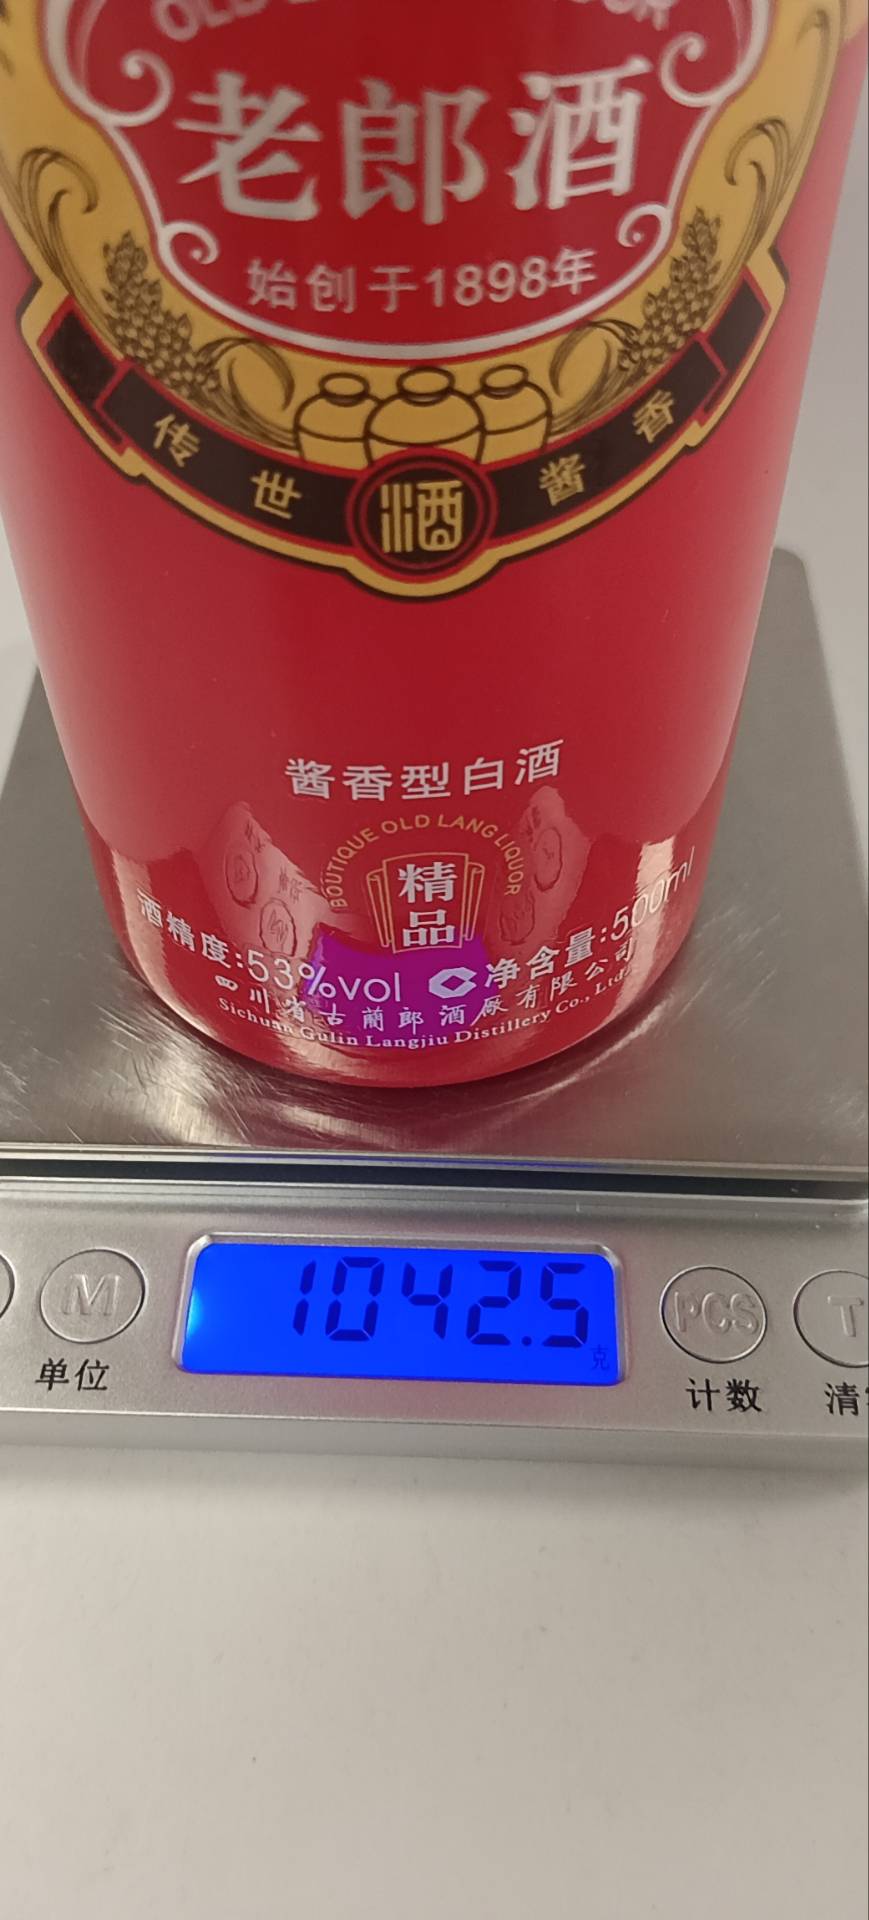 老郎酒
始创于1898年
传世酒酱香
酱香型白酒
BOUTIQUE OLD LANG LIQUOR
精
品
酒精度:53%vol 净含量:500ml
四川省古蔺郎酒厰有限公司
Sichuan Gulin Langjiu Distillery Co., Ltd.
1042.5
克
M PCS T
单位 计数 清